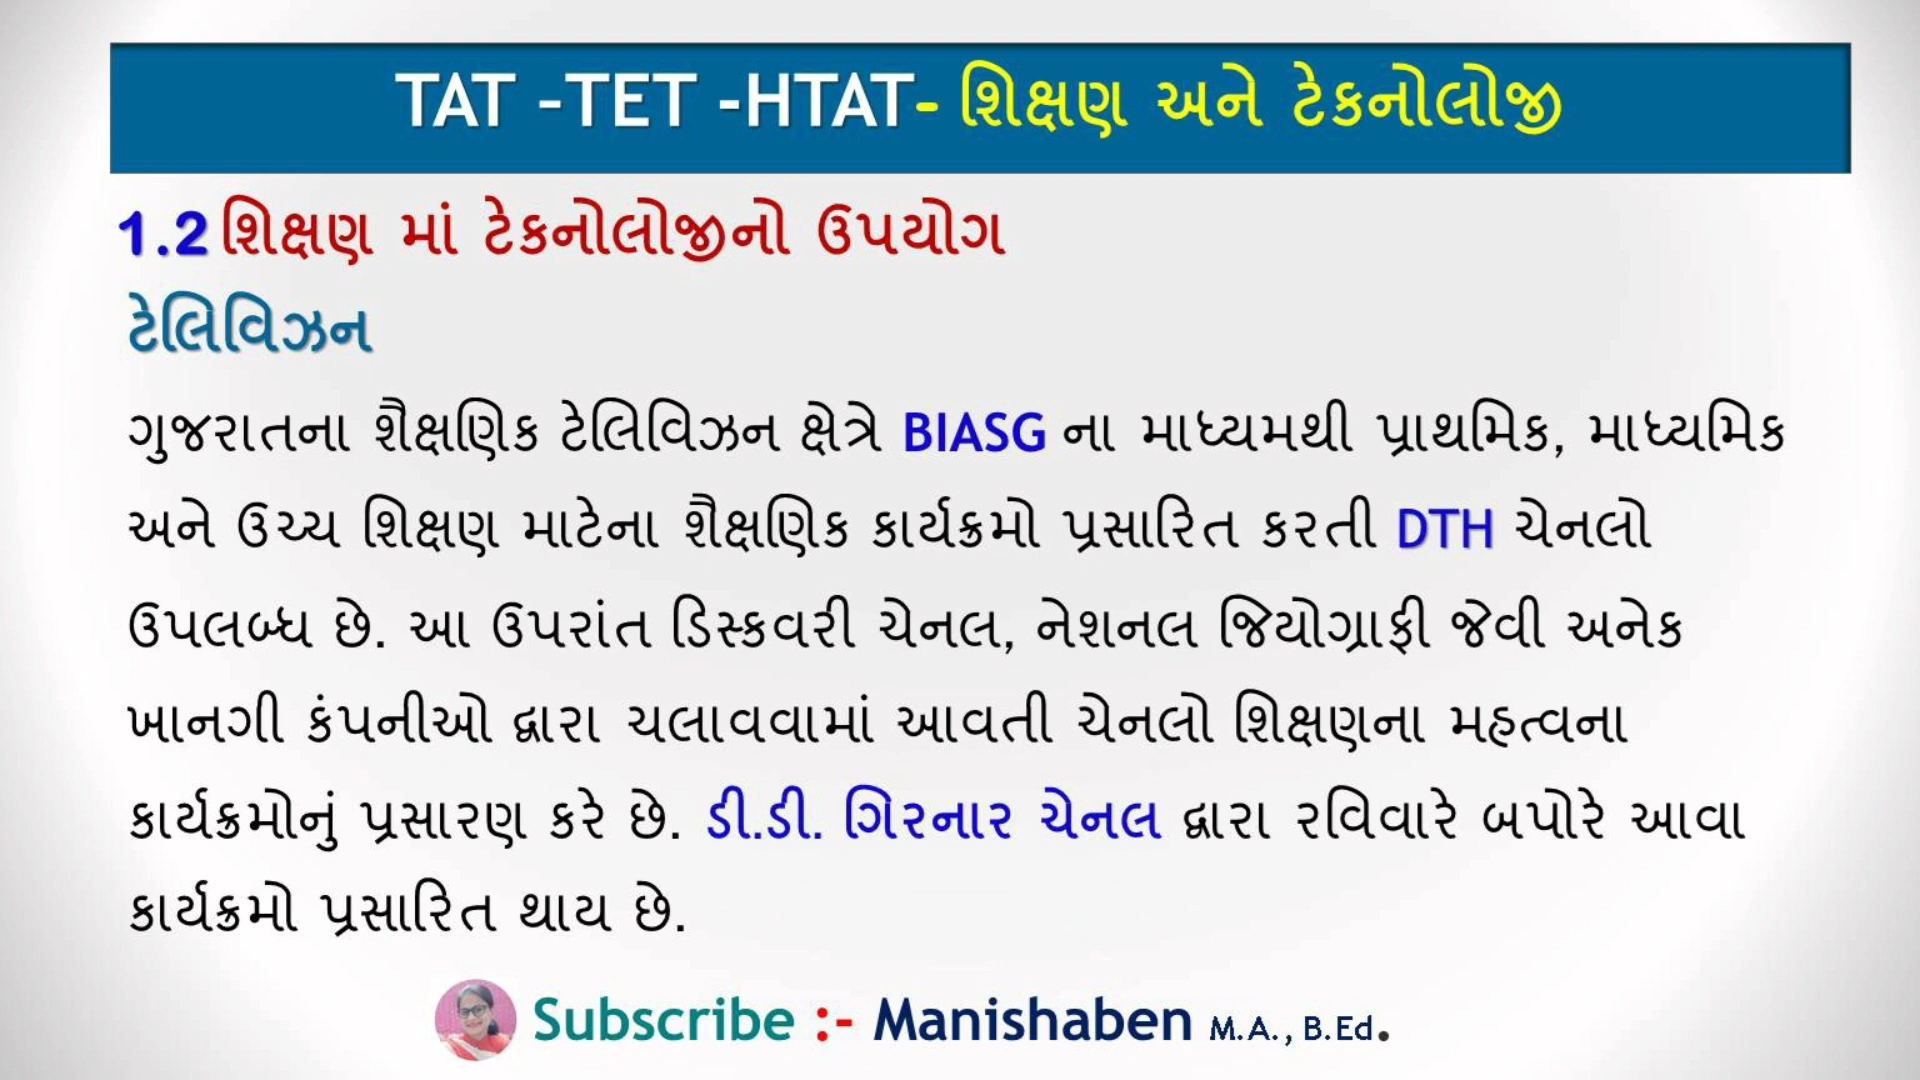 TAT -TET -HTAT- શિક્ષણ અને ટેકનોલોજી
1.2 શિક્ષણ માં ટેકનોલોજીનો ઉપયોગ
ટેલિવિઝન
ગુજરાતના શૈક્ષણિક ટેલિવિઝન ક્ષેત્રે BIASG ના માધ્યમથી પ્રાથમિક, માધ્યમિક
અને ઉચ્ચ શિક્ષણ માટેના શૈક્ષણિક કાર્યક્રમો પ્રસારિત કરતી DTH ચેનલો
ઉપલબ્ધ છે. આ ઉપરાંત ડિસ્કવરી ચેનલ, નેશનલ જિયોગ્રાફી જેવી અનેક
ખાનગી કંપનીઓ દ્વારા ચલાવવામાં આવતી ચેનલો શિક્ષણના મહત્વના
કાર્યક્રમોનું પ્રસારણ કરે છે. ડી.ડી. ગિરનાર ચેનલ દ્વારા રવિવારે બપોરે આવા
કાર્યક્રમો પ્રસારિત થાય છે.
Subscribe :- Manishaben M.A., B.Ed.